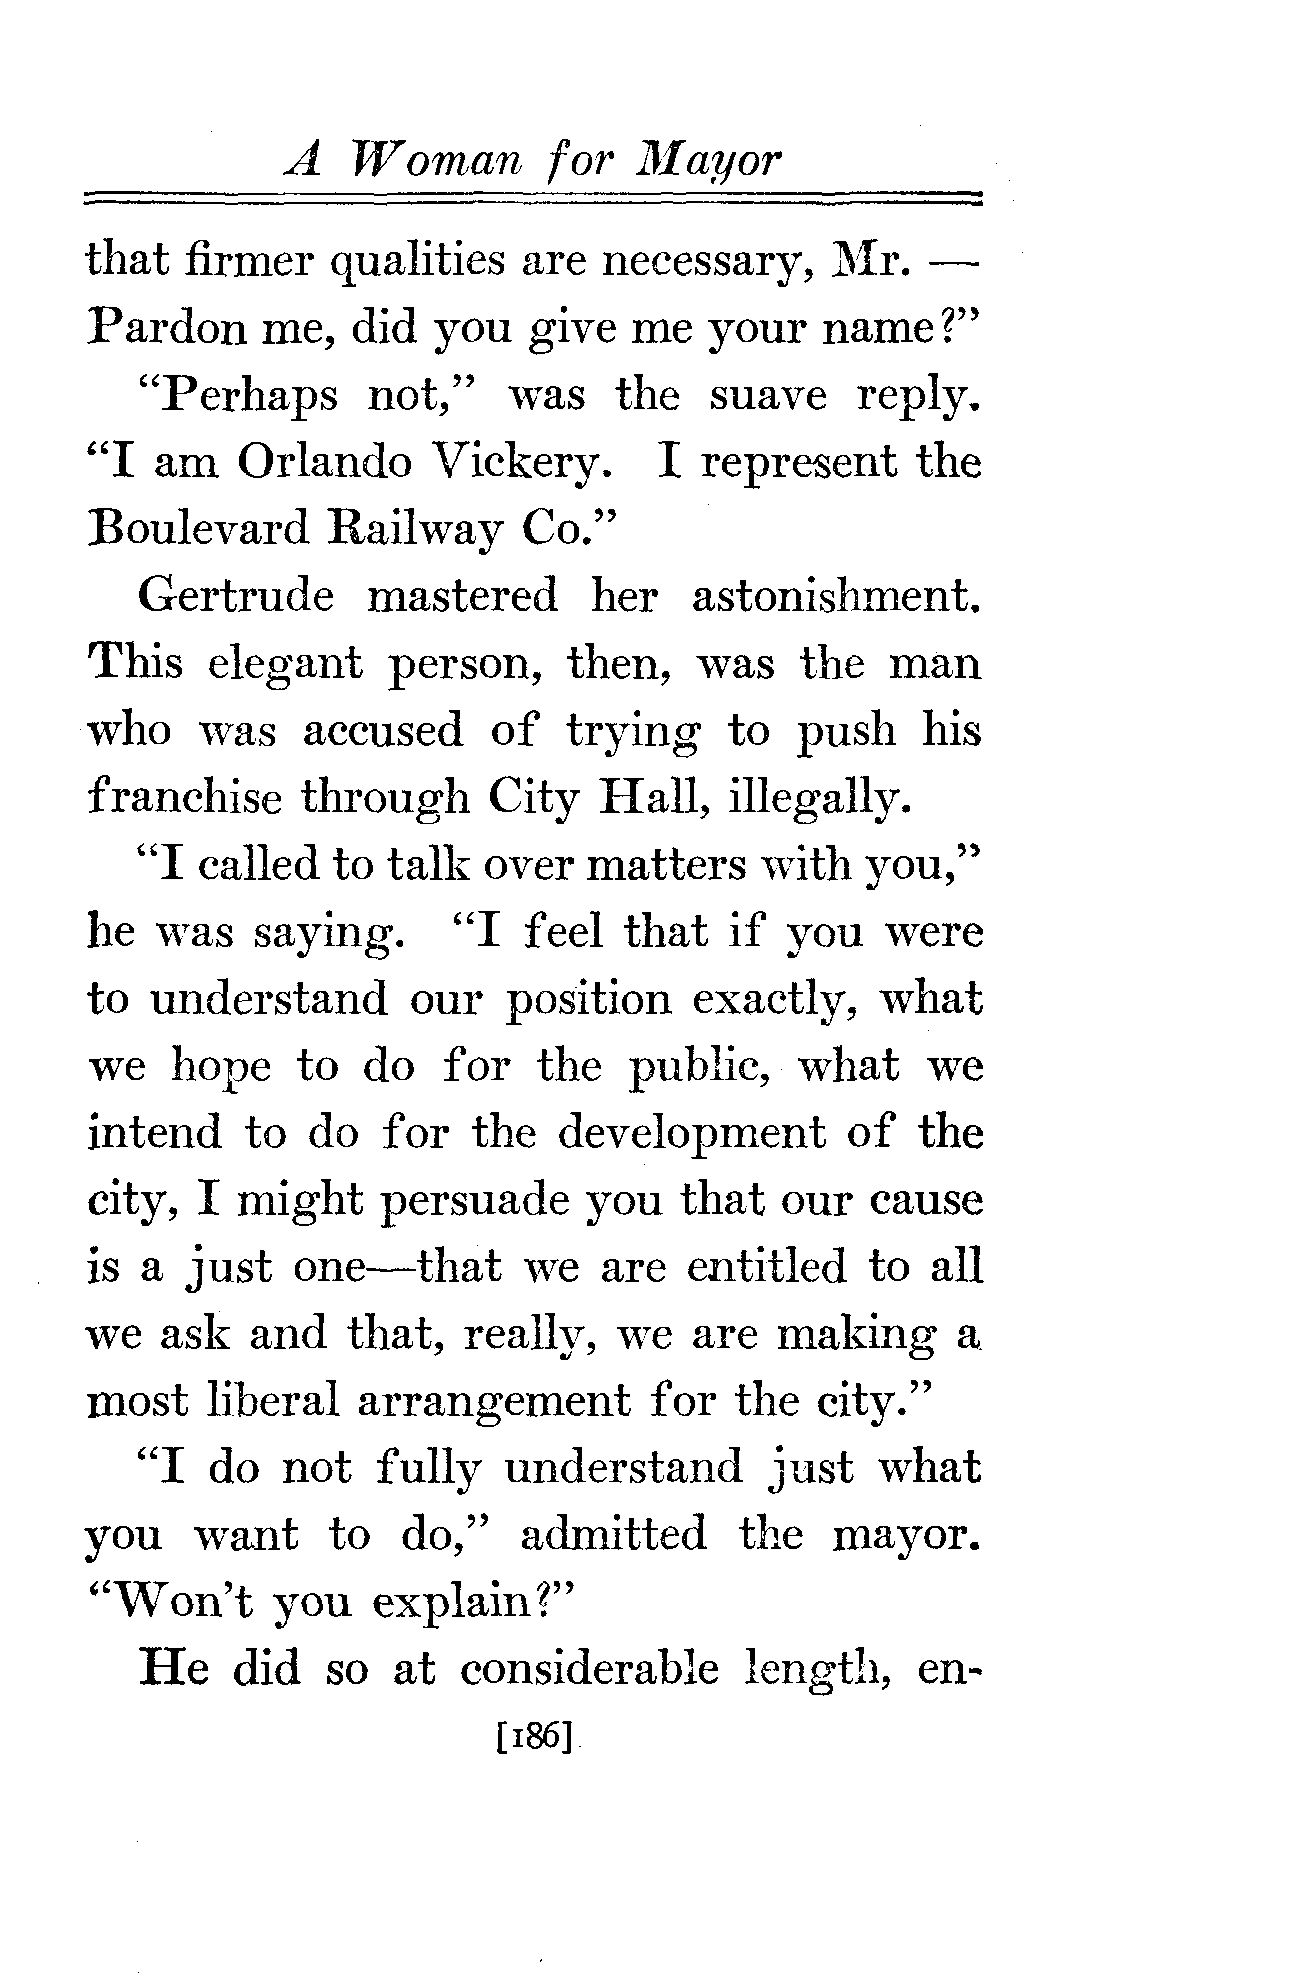 A Woman for Mayor
that firmer qualities are necessary, Mr. —
Pardon me, did you give me your name?”
“Perhaps not,” was the suave reply.
“I am Orlando Vickery. I represent the
Boulevard Railway Co.”
Gertrude mastered her astonishment.
This elegant person, then, was the man
who was accused of trying to push his
franchise through City Hall, illegally.
“I called to talk over matters with you,”
he was saying. “I feel that if you were
to understand our position exactly, what
we hope to do for the public, what we
intend to do for the development of the
city, I might persuade you that our cause
is a just one—that we are entitled to all
we ask and that, really, we are making a
most liberal arrangement for the city.”
“I do not fully understand just what
you want to do,” admitted the mayor.
“Won’t you explain?”
He did so at considerable length, en-
[186]